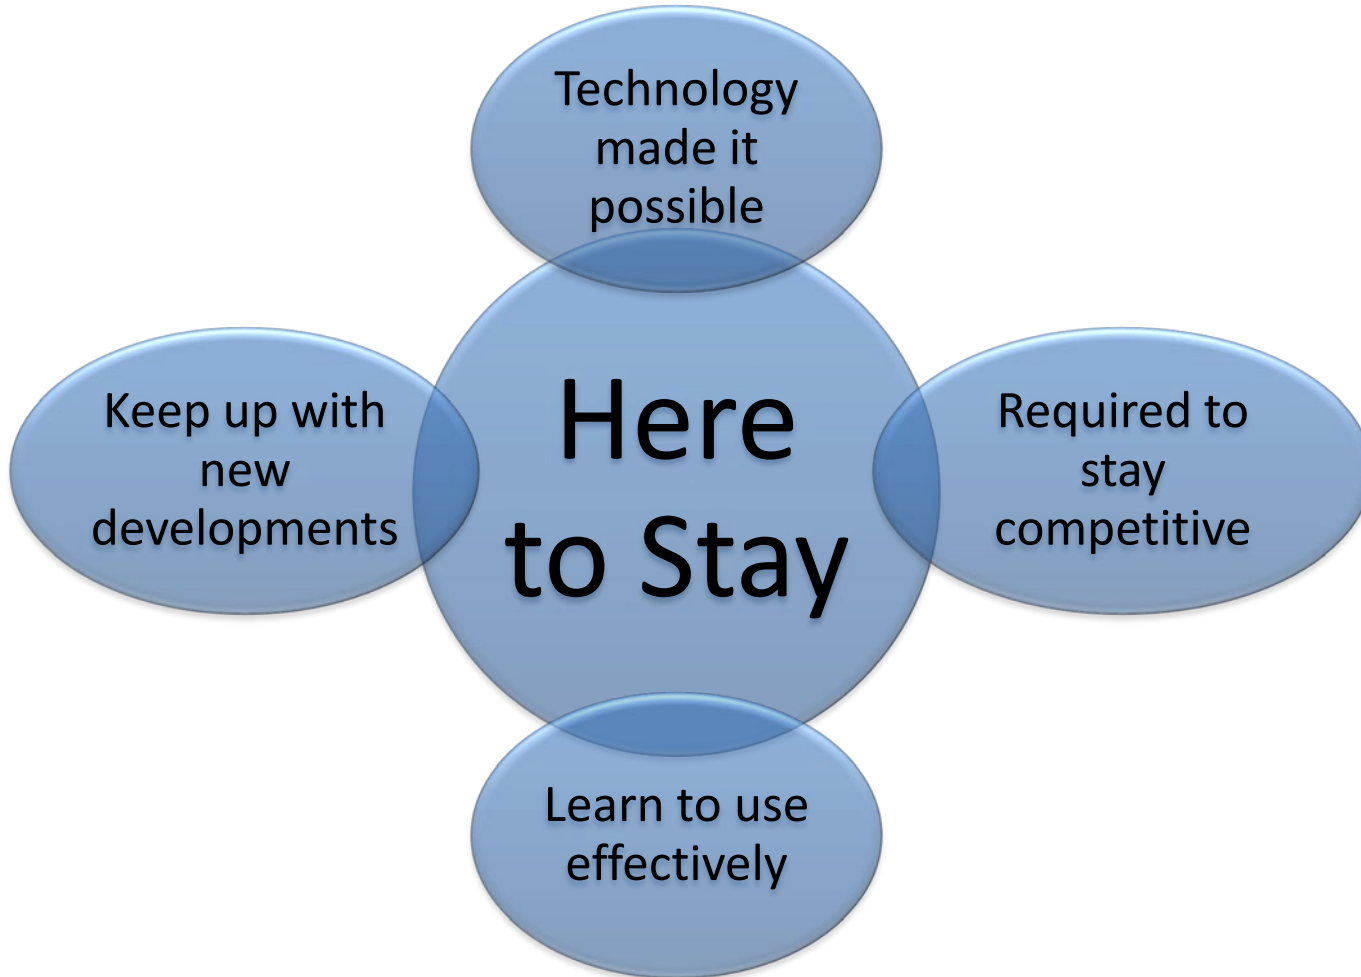 Technology
made it
possible
Keep up with
new
developments
Here
to Stay
Required to
stay
competitive
Learn to use
effectively